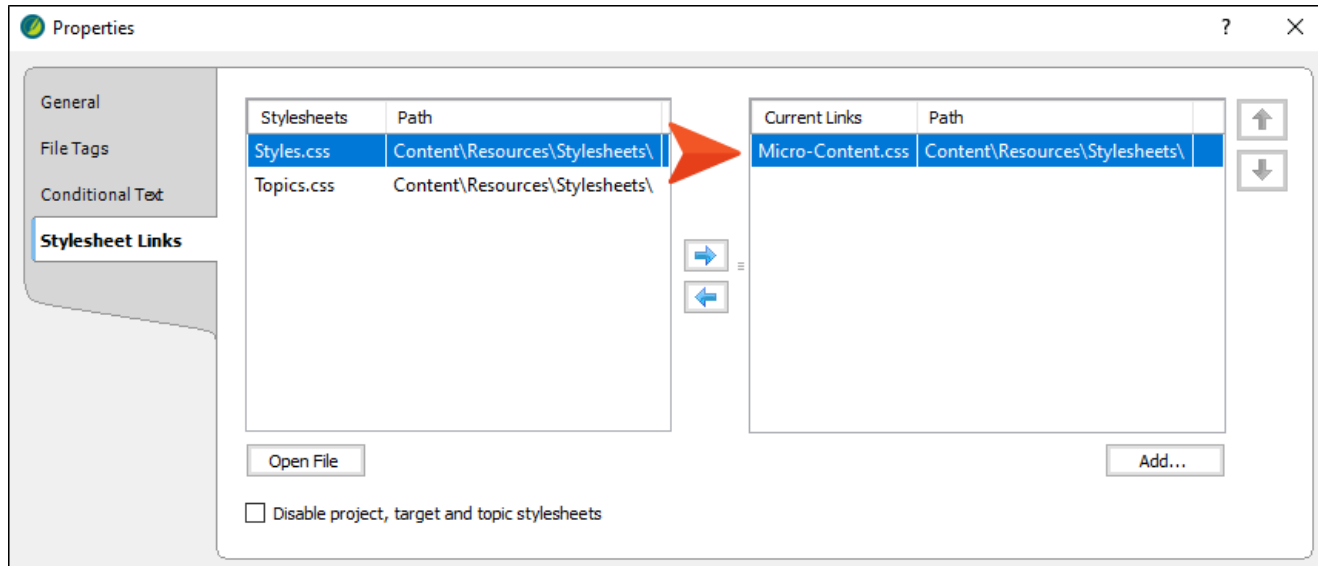 Properties
?
General
File Tags
Conditional Text
Stylesheet Links
Stylesheets Path
Styles.css Content\Resources\Stylesheets\
Topics.css Content\Resources\Stylesheets\
Current Links Path
Micro-Content.css Content\Resources\Stylesheets\
Open File
Add...
Disable project, target and topic stylesheets